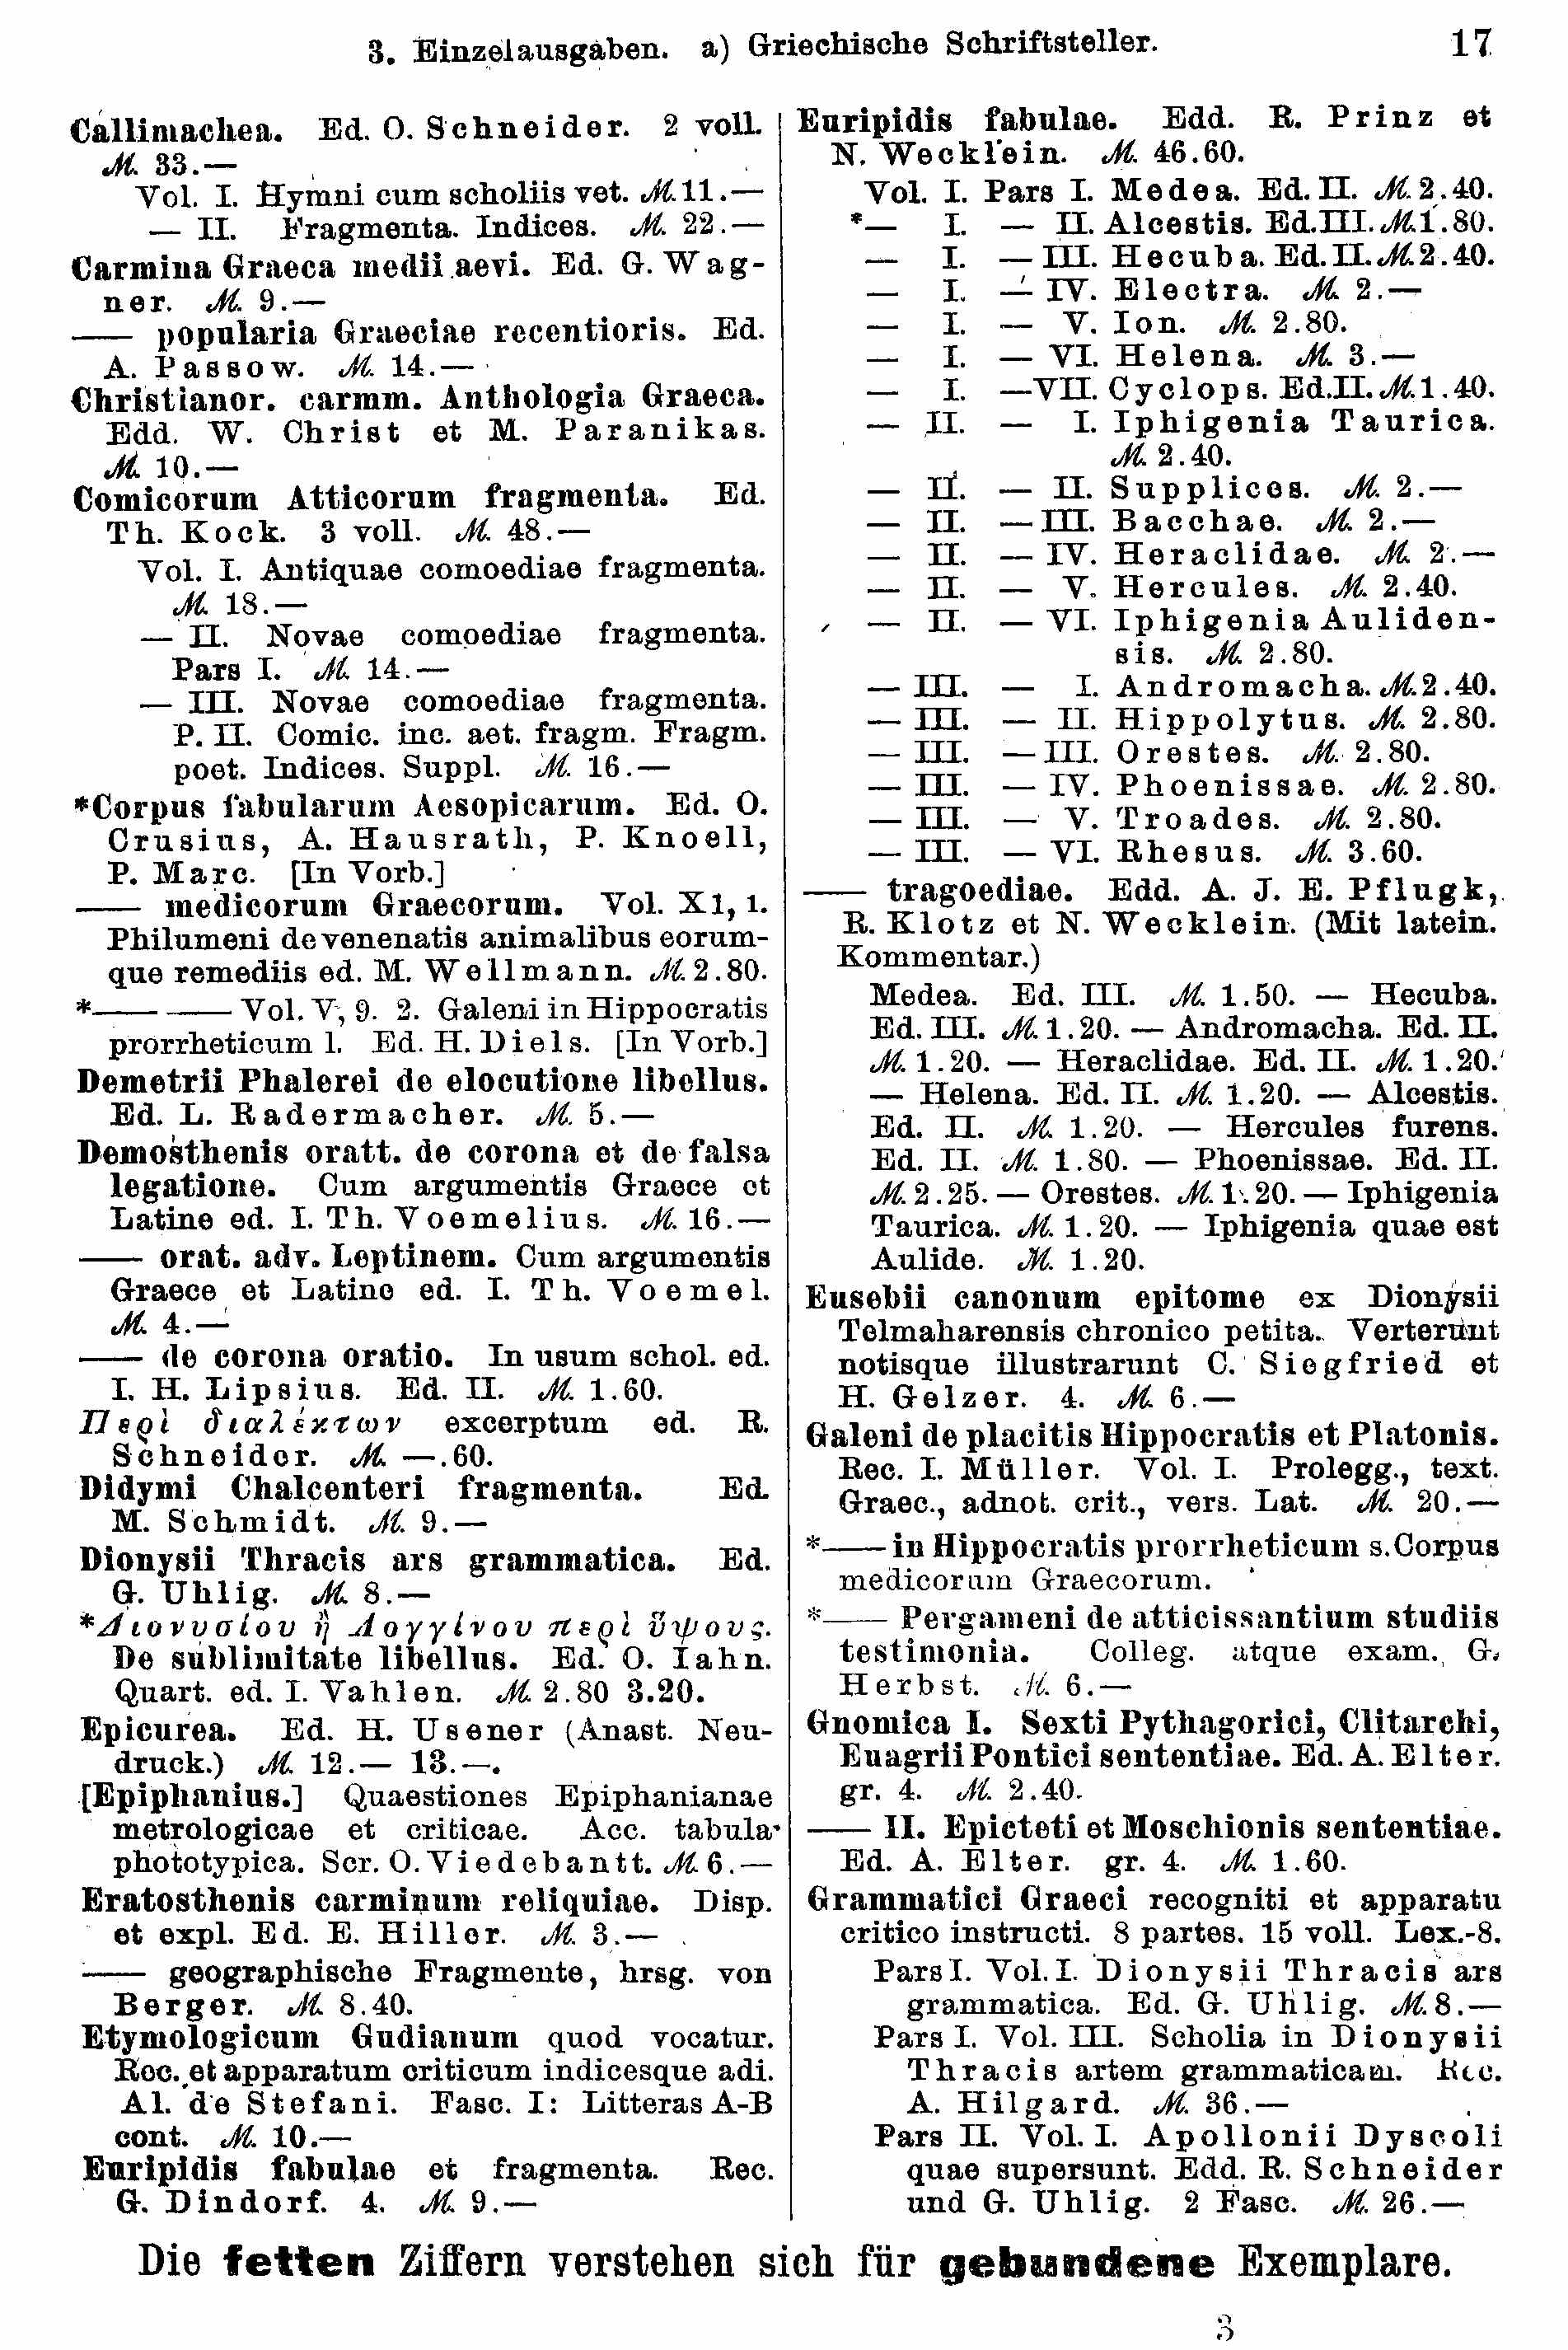 3. Einzelausgaben. a) Griechische Schriftsteller. 17
Callimachea. Ed. O. Schneider. 2 voll.
ℳ. 33.—
Vol. I. Hymni cum scholiis vet. ℳ. 11.—
— II. Fragmenta. Indices. ℳ. 22.—
Carmina Graeca medii aevi. Ed. G. Wag-
ner. ℳ. 9.—
—— popularia Graeciae recentioris. Ed.
A. Passow. ℳ. 14.—
Christianor. carmm. Anthologia Graeca.
Edd. W. Christ et M. Paranikas.
ℳ. 10.—
Comicorum Atticorum fragmenta. Ed.
Th. Kock. 3 voll. ℳ. 48.—
Vol. I. Antiquae comoediae fragmenta.
ℳ. 18.—
— II. Novae comoediae fragmenta.
Pars I. ℳ. 14.—
— III. Novae comoediae fragmenta.
P. II. Comic. inc. aet. fragm. Fragm.
poet. Indices. Suppl. ℳ. 16.—
*Corpus fabularum Aesopicarum. Ed. O.
Crusius, A. Hausrath, P. Knoell,
P. Marc. [In Vorb.]
—— medicorum Graecorum. Vol. X1, 1.
Philumeni de venenatis animalibus eorum-
que remediis ed. M. Wellmann. ℳ. 2.80.
*—— —— Vol. V, 9. 2. Galeni in Hippocratis
prorrheticum l. Ed. H. Diels. [In Vorb.]
Demetrii Phalerei de elocutione libellus.
Ed. L. Radermacher. ℳ. 5.—
Demosthenis oratt. de corona et de falsa
legatione. Cum argumentis Graece et
Latine ed. I. Th. Voemelius. ℳ. 16.—
—— orat. adv. Leptinem. Cum argumentis
Graece et Latine ed. I. Th. Voemel.
ℳ. 4.—
—— de corona oratio. In usum schol. ed.
I. H. Lipsius. Ed. II. ℳ. 1.60.
Περὶ διαλέκτων excerptum ed. R.
Schneider. ℳ. —.60.
Didymi Chalcenteri fragmenta. Ed.
M. Schmidt. ℳ. 9.—
Dionysii Thracis ars grammatica. Ed.
G. Uhlig. ℳ. 8.—
*Διονυσίου ἢ Λογγίνου περὶ ὕψους.
De sublimitate libellus. Ed. O. Iahn.
Quart. ed. I. Vahlen. ℳ. 2.80 3.20.
Epicurea. Ed. H. Usener (Anast. Neu-
druck.) ℳ. 12.— 13.—.
[Epiphanius.] Quaestiones Epiphanianae
metrologicae et criticae. Acc. tabula
phototypica. Scr. O. Viedebantt. ℳ. 6.—
Eratosthenis carminum reliquiae. Disp.
et expl. Ed. E. Hiller. ℳ. 3.—
—— geographische Fragmente, hrsg. von
Berger. ℳ. 8.40.
Etymologicum Gudianum quod vocatur.
Rec. et apparatum criticum indicesque adi.
Al. de Stefani. Fasc. I: Litteras A-B
cont. ℳ. 10.—
Euripidis fabulae et fragmenta. Rec.
G. Dindorf. 4. ℳ. 9.—
Euripidis fabulae. Edd. R. Prinz et
N. Wecklein. ℳ. 46.60.
Vol. I. Pars I. Medea. Ed. II. ℳ. 2.40.
*— I. — II. Alcestis. Ed. III. ℳ. 1.80.
— I. — III. Hecuba. Ed. II. ℳ. 2.40.
— I. — IV. Electra. ℳ. 2.—
— I. — V. Ion. ℳ. 2.80.
— I. — VI. Helena. ℳ. 3.—
— I. — VII. Cyclops. Ed. II. ℳ. 1.40.
— II. — I. Iphigenia Taurica.
ℳ. 2.40.
— II. — II. Supplices. ℳ. 2.—
— II. — III. Bacchae. ℳ. 2.—
— II. — IV. Heraclidae. ℳ. 2.—
— II. — V. Hercules. ℳ. 2.40.
— II. — VI. Iphigenia Auliden-
sis. ℳ. 2.80.
— III. — I. Andromacha. ℳ. 2.40.
— III. — II. Hippolytus. ℳ. 2.80.
— III. — III. Orestes. ℳ. 2.80.
— III. — IV. Phoenissae. ℳ. 2.80.
— III. — V. Troades. ℳ. 2.80.
— III. — VI. Rhesus. ℳ. 3.60.
—— tragoediae. Edd. A. J. E. Pflugk,
R. Klotz et N. Wecklein. (Mit latein.
Kommentar.)
Medea. Ed. III. ℳ. 1.50. — Hecuba.
Ed. III. ℳ. 1.20. — Andromacha. Ed. II.
ℳ. 1.20. — Heraclidae. Ed. II. ℳ. 1.20.
— Helena. Ed. II. ℳ. 1.20. — Alcestis.
Ed. II. ℳ. 1.20. — Hercules furens.
Ed. II. ℳ. 1.80. — Phoenissae. Ed. II.
ℳ. 2.25. — Orestes. ℳ. 1.20. — Iphigenia
Taurica. ℳ. 1.20. — Iphigenia quae est
Aulide. ℳ. 1.20.
Eusebii canonum epitome ex Dionysii
Telmaharensis chronico petita. Verterunt
notisque illustrarunt C. Siegfried et
H. Gelzer. 4. ℳ. 6.—
Galeni de placitis Hippocratis et Platonis.
Rec. I. Müller. Vol. I. Prolegg., text.
Graec., adnot. crit., vers. Lat. ℳ. 20.—
*—— in Hippocratis prorrheticum s. Corpus
medicorum Graecorum.
*—— Pergameni de atticissantium studiis
testimonia. Colleg. atque exam. G.
Herbst. ℳ. 6.—
Gnomica I. Sexti Pythagorici, Clitarchi,
Euagrii Pontici sententiae. Ed. A. Elter.
gr. 4. ℳ. 2.40.
—— II. Epicteti et Moschionis sententiae.
Ed. A. Elter. gr. 4. ℳ. 1.60.
Grammatici Graeci recogniti et apparatu
critico instructi. 8 partes. 15 voll. Lex.-8.
Pars I. Vol. I. Dionysii Thracis ars
grammatica. Ed. G. Uhlig. ℳ. 8.—
Pars I. Vol. III. Scholia in Dionysii
Thracis artem grammaticam. Rec.
A. Hilgard. ℳ. 36.—
Pars II. Vol. I. Apollonii Dyscoli
quae supersunt. Edd. R. Schneider
und G. Uhlig. 2 Fasc. ℳ. 26.—
Die fetten Ziffern verstehen sich für gebundene Exemplare.
3